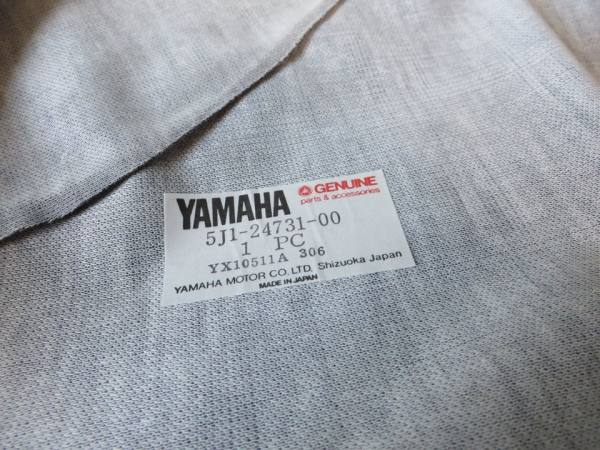 YAMAHA GENUINE
parts & accessories
5J1-24731-00
1 PC
YX10511A 306
YAMAHA MOTOR CO., LTD. Shizuoka Japan
MADE IN JAPAN